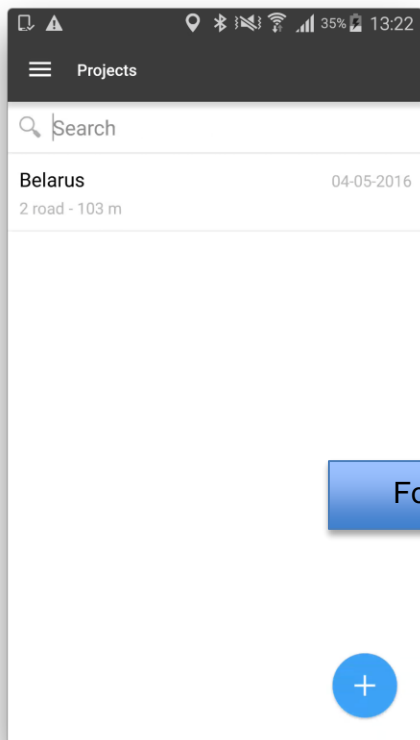 35% 13:22
Projects
Search
Belarus 04-05-2016
2 road - 103 m
Fo